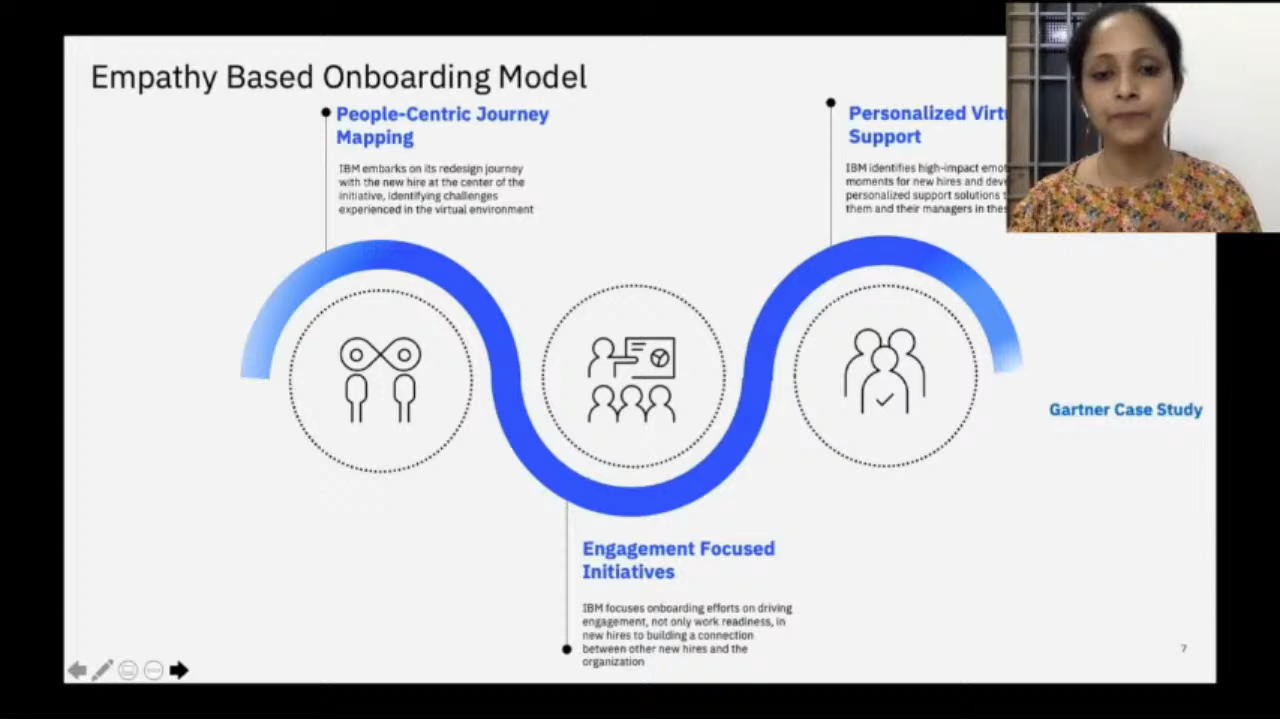 Empathy Based Onboarding Model
People-Centric Journey
Mapping
IBM embarks on its redesign journey
with the new hire at the center of the
initiative, identifying challenges
experienced in the virtual environment
Personalized
Support
IBM identifies high-impact
moments for new hires and
personalized support solutions
them and their managers in
Gartner Case Study
Engagement Focused
Initiatives
IBM focuses onboarding efforts on driving
engagement, not only work readiness, in
new hires to building a connection
between other new hires and the
organization
7